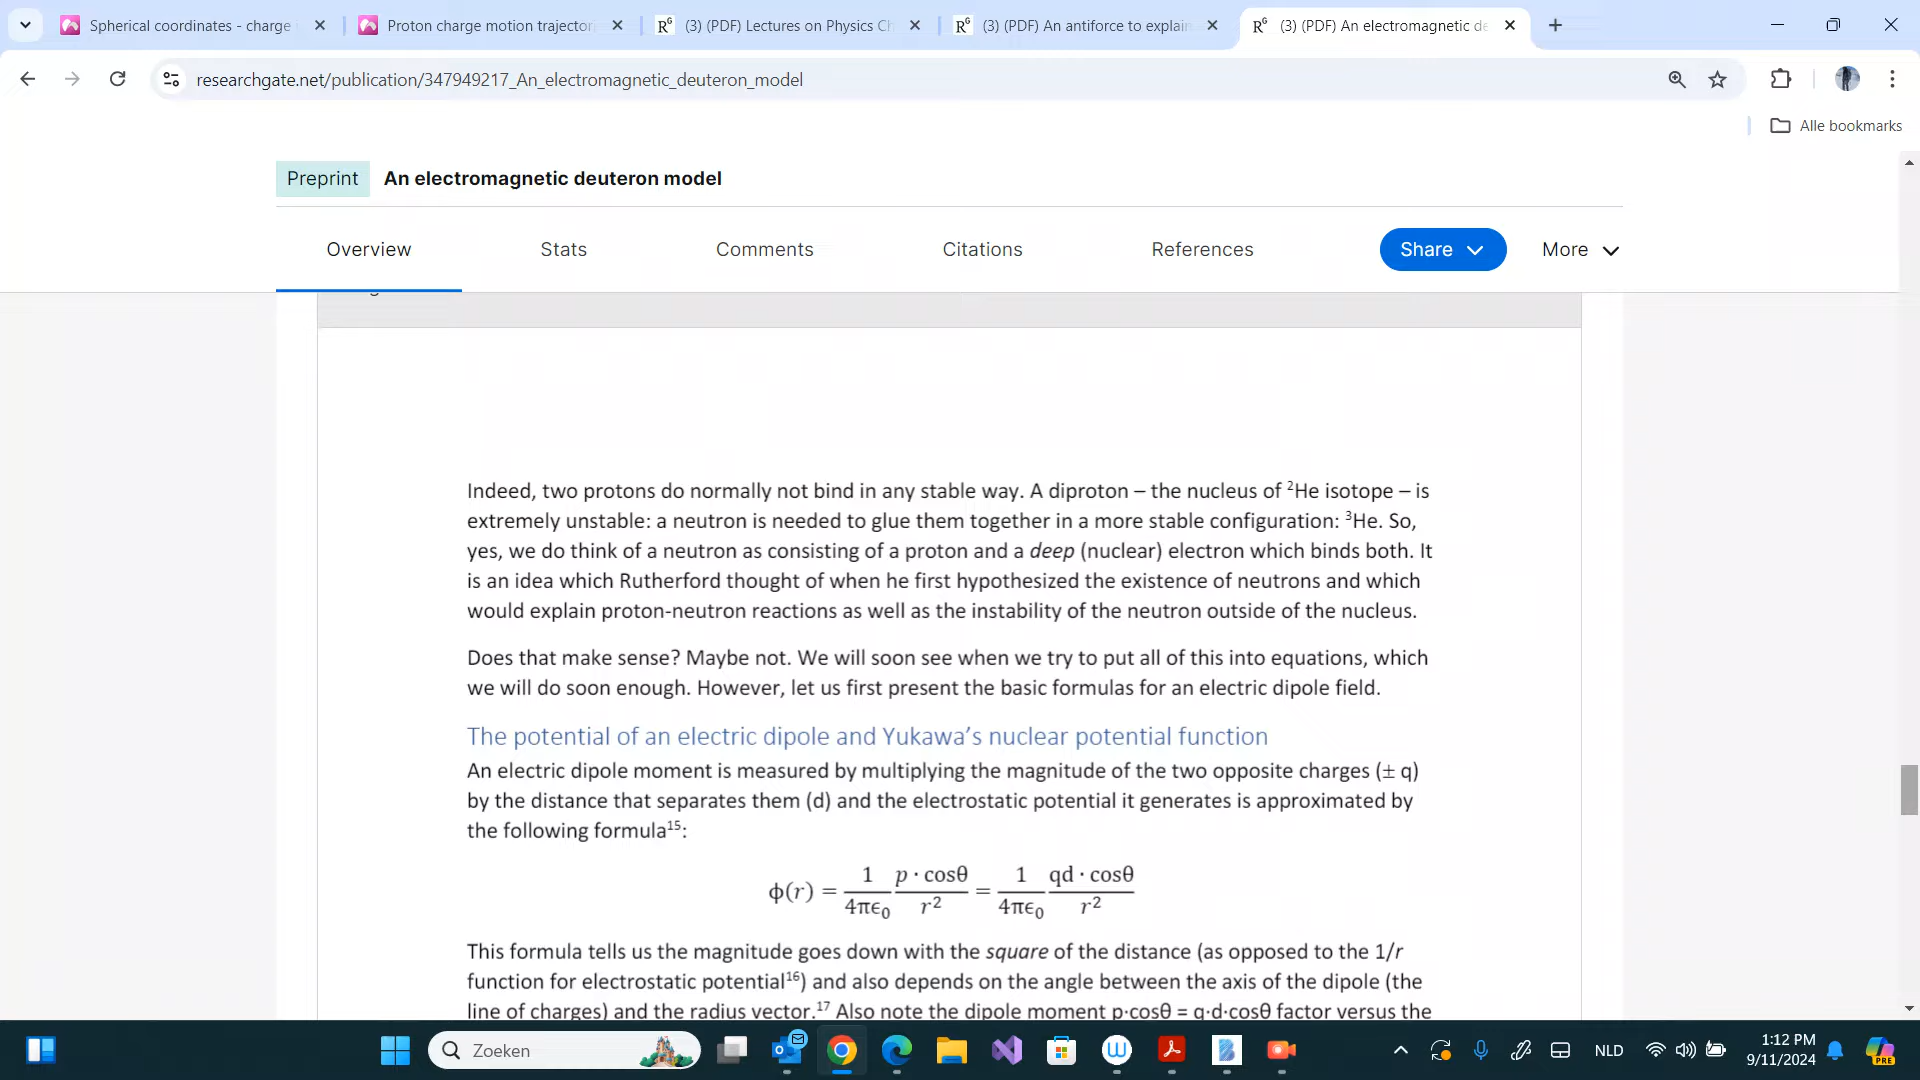 Spherical coordinates - charge
Proton charge motion trajector
(3) (PDF) Lectures on Physics Ch
(3) (PDF) An antiforce to explain
(3) (PDF) An electromagnetic de
researchgate.net/publication/347949217_An_electromagnetic_deuteron_model
Alle bookmarks
Preprint An electromagnetic deuteron model
Overview Stats Comments Citations References Share More
Indeed, two protons do normally not bind in any stable way. A diproton – the nucleus of ²He isotope – is
extremely unstable: a neutron is needed to glue them together in a more stable configuration: ³He. So,
yes, we do think of a neutron as consisting of a proton and a deep (nuclear) electron which binds both. It
is an idea which Rutherford thought of when he first hypothesized the existence of neutrons and which
would explain proton-neutron reactions as well as the instability of the neutron outside of the nucleus.
Does that make sense? Maybe not. We will soon see when we try to put all of this into equations, which
we will do soon enough. However, let us first present the basic formulas for an electric dipole field.
The potential of an electric dipole and Yukawa's nuclear potential function
An electric dipole moment is measured by multiplying the magnitude of the two opposite charges (± q)
by the distance that separates them (d) and the electrostatic potential it generates is approximated by
the following formula¹⁵:
ϕ(r) = 1/4πϵ₀ p · cosθ/r² = 1/4πϵ₀ qd · cosθ/r²
This formula tells us the magnitude goes down with the square of the distance (as opposed to the 1/r
function for electrostatic potential¹⁶) and also depends on the angle between the axis of the dipole (the
line of charges) and the radius vector.¹⁷ Also note the dipole moment p·cosθ = q·d·cosθ factor versus the
Zoeken
NLD
1:12 PM
9/11/2024
PRE